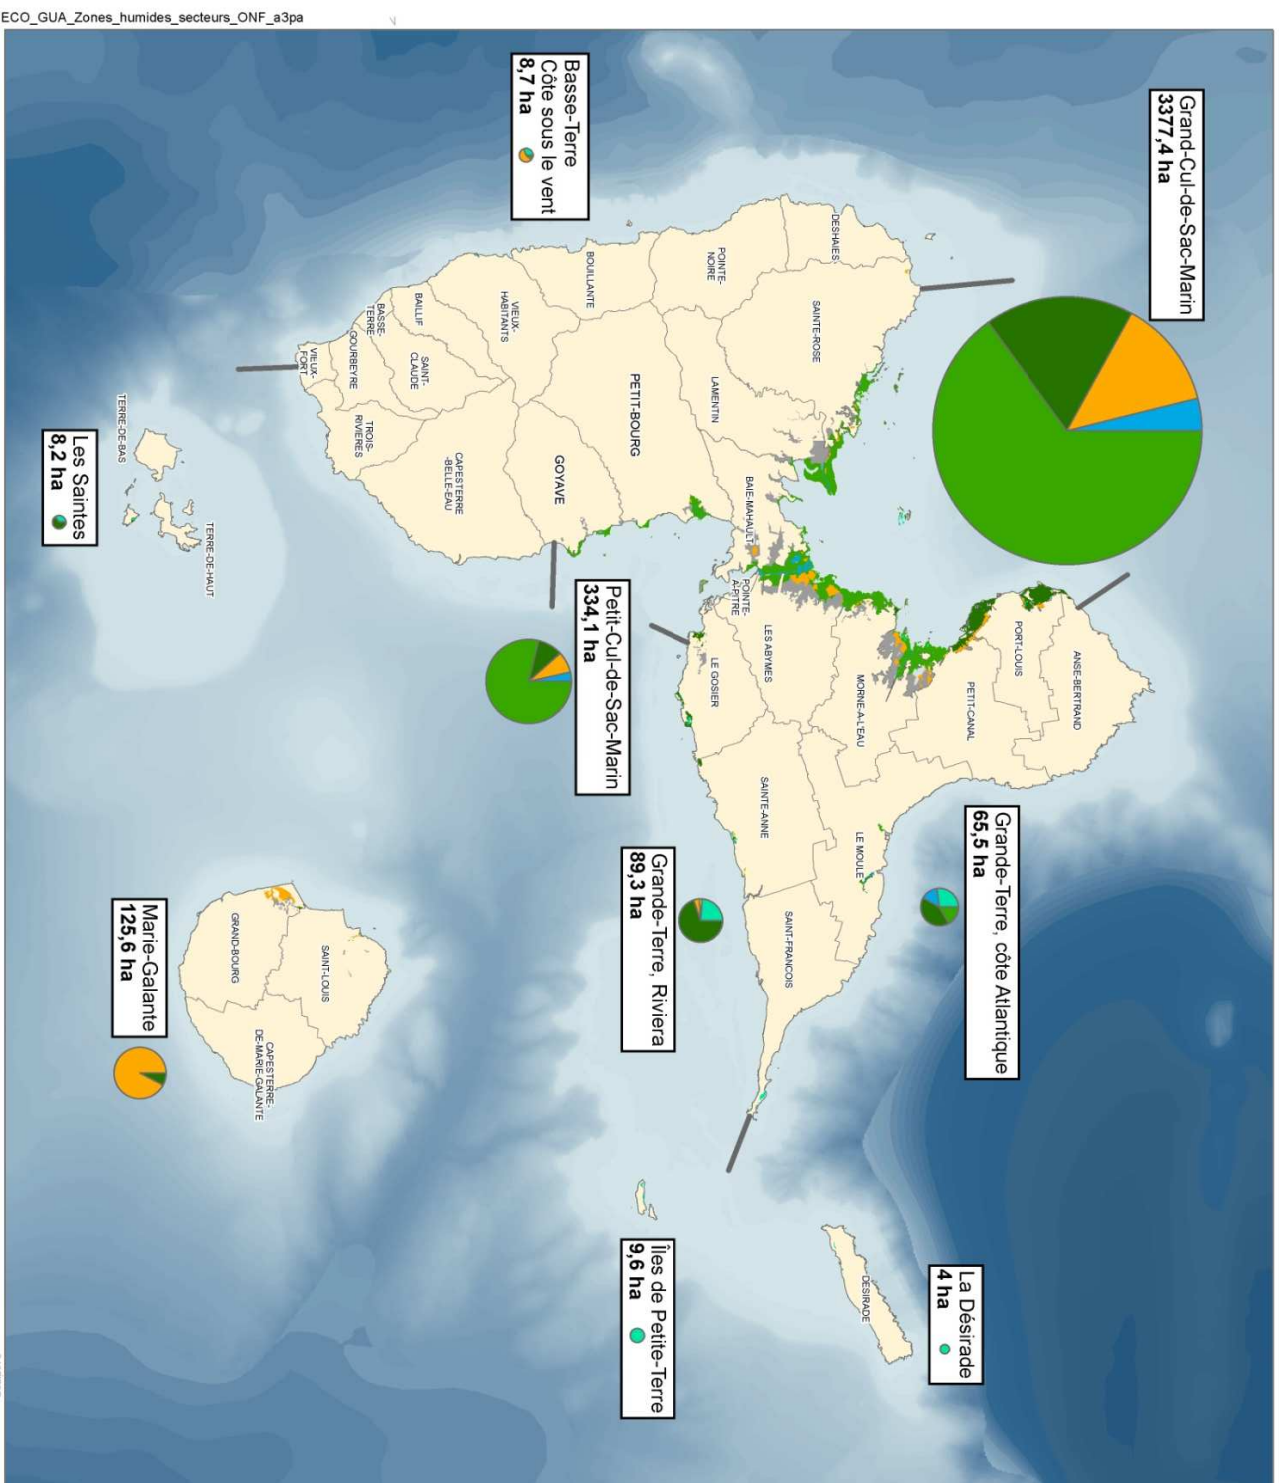 ECO_GUA_Zones_humides_secteurs_ONF_a3pa
Grand-Cul-de-Sac-Marin
3377,4 ha
Basse-Terre
Côte sous le vent
8,7 ha
DESHAIES
POINTE-
NOIRE
SAINTE-ROSE
BOUILLANTE
LAMENTIN
VIEUX-
HABITANTS
PETIT-BOURG
BAILLIF
BASSE-
TERRE
SAINT-
CLAUDE
GOURBEYRE
VIEUX-
FORT
TROIS-
RIVIERES
CAPESTERRE
-BELLE-EAU
GOYAVE
BAIE-MAHAULT
POINTE-
A-PITRE
LES ABYMES
LE GOSIER
MORNE-A-L'EAU
PETIT-CANAL
PORT-LOUIS
ANSE-BERTRAND
SAINTE-ANNE
LE MOULE
SAINT-FRANCOIS
Petit-Cul-de-Sac-Marin
334,1 ha
Grande-Terre, côte Atlantique
65,5 ha
Grande-Terre, Riviera
89,3 ha
TERRE-DE-BAS
TERRE-DE-HAUT
Les Saintes
8,2 ha
GRAND-BOURG
SAINT-LOUIS
CAPESTERRE-
DE-MARIE-GALANTE
Marie-Galante
125,6 ha
DESIRADE
La Désirade
4 ha
Îles de Petite-Terre
9,6 ha